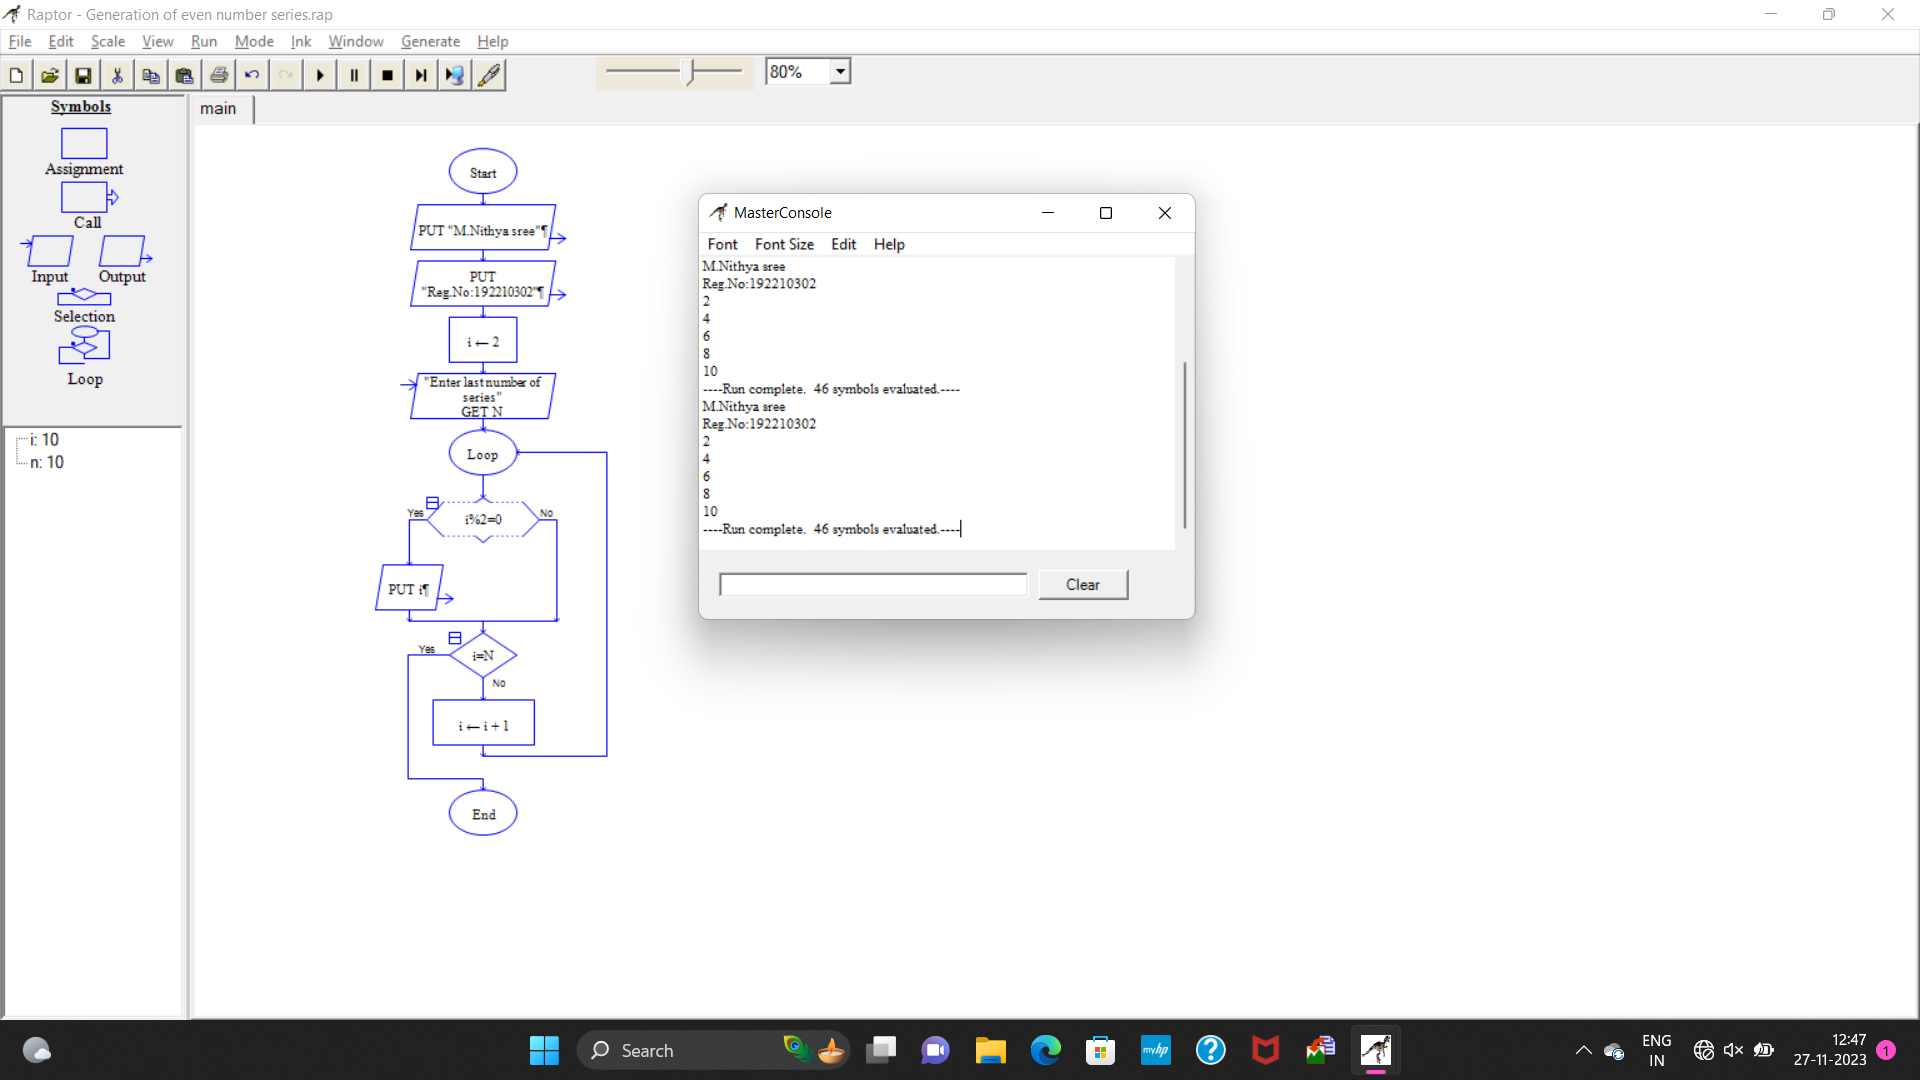 Raptor - Generation of even number series.rap
File Edit Scale View Run Mode Ink Window Generate Help
80%
Symbols
Assignment
Call
Input Output
Selection
Loop
i: 10
n: 10
main
Start
PUT "M.Nithya sree"¶
PUT
"Reg.No:192210302"¶
i ← 2
"Enter last number of
series"
GET N
Loop
Yes i%2=0 No
PUT i¶
Yes i=N
No
i ← i + 1
End
MasterConsole
Font Font Size Edit Help
M.Nithya sree
Reg.No:192210302
2
4
6
8
10
----Run complete.  46 symbols evaluated.----
M.Nithya sree
Reg.No:192210302
2
4
6
8
10
----Run complete.  46 symbols evaluated.----
Clear
Search
myhp
ENG
IN
12:47
27-11-2023
1